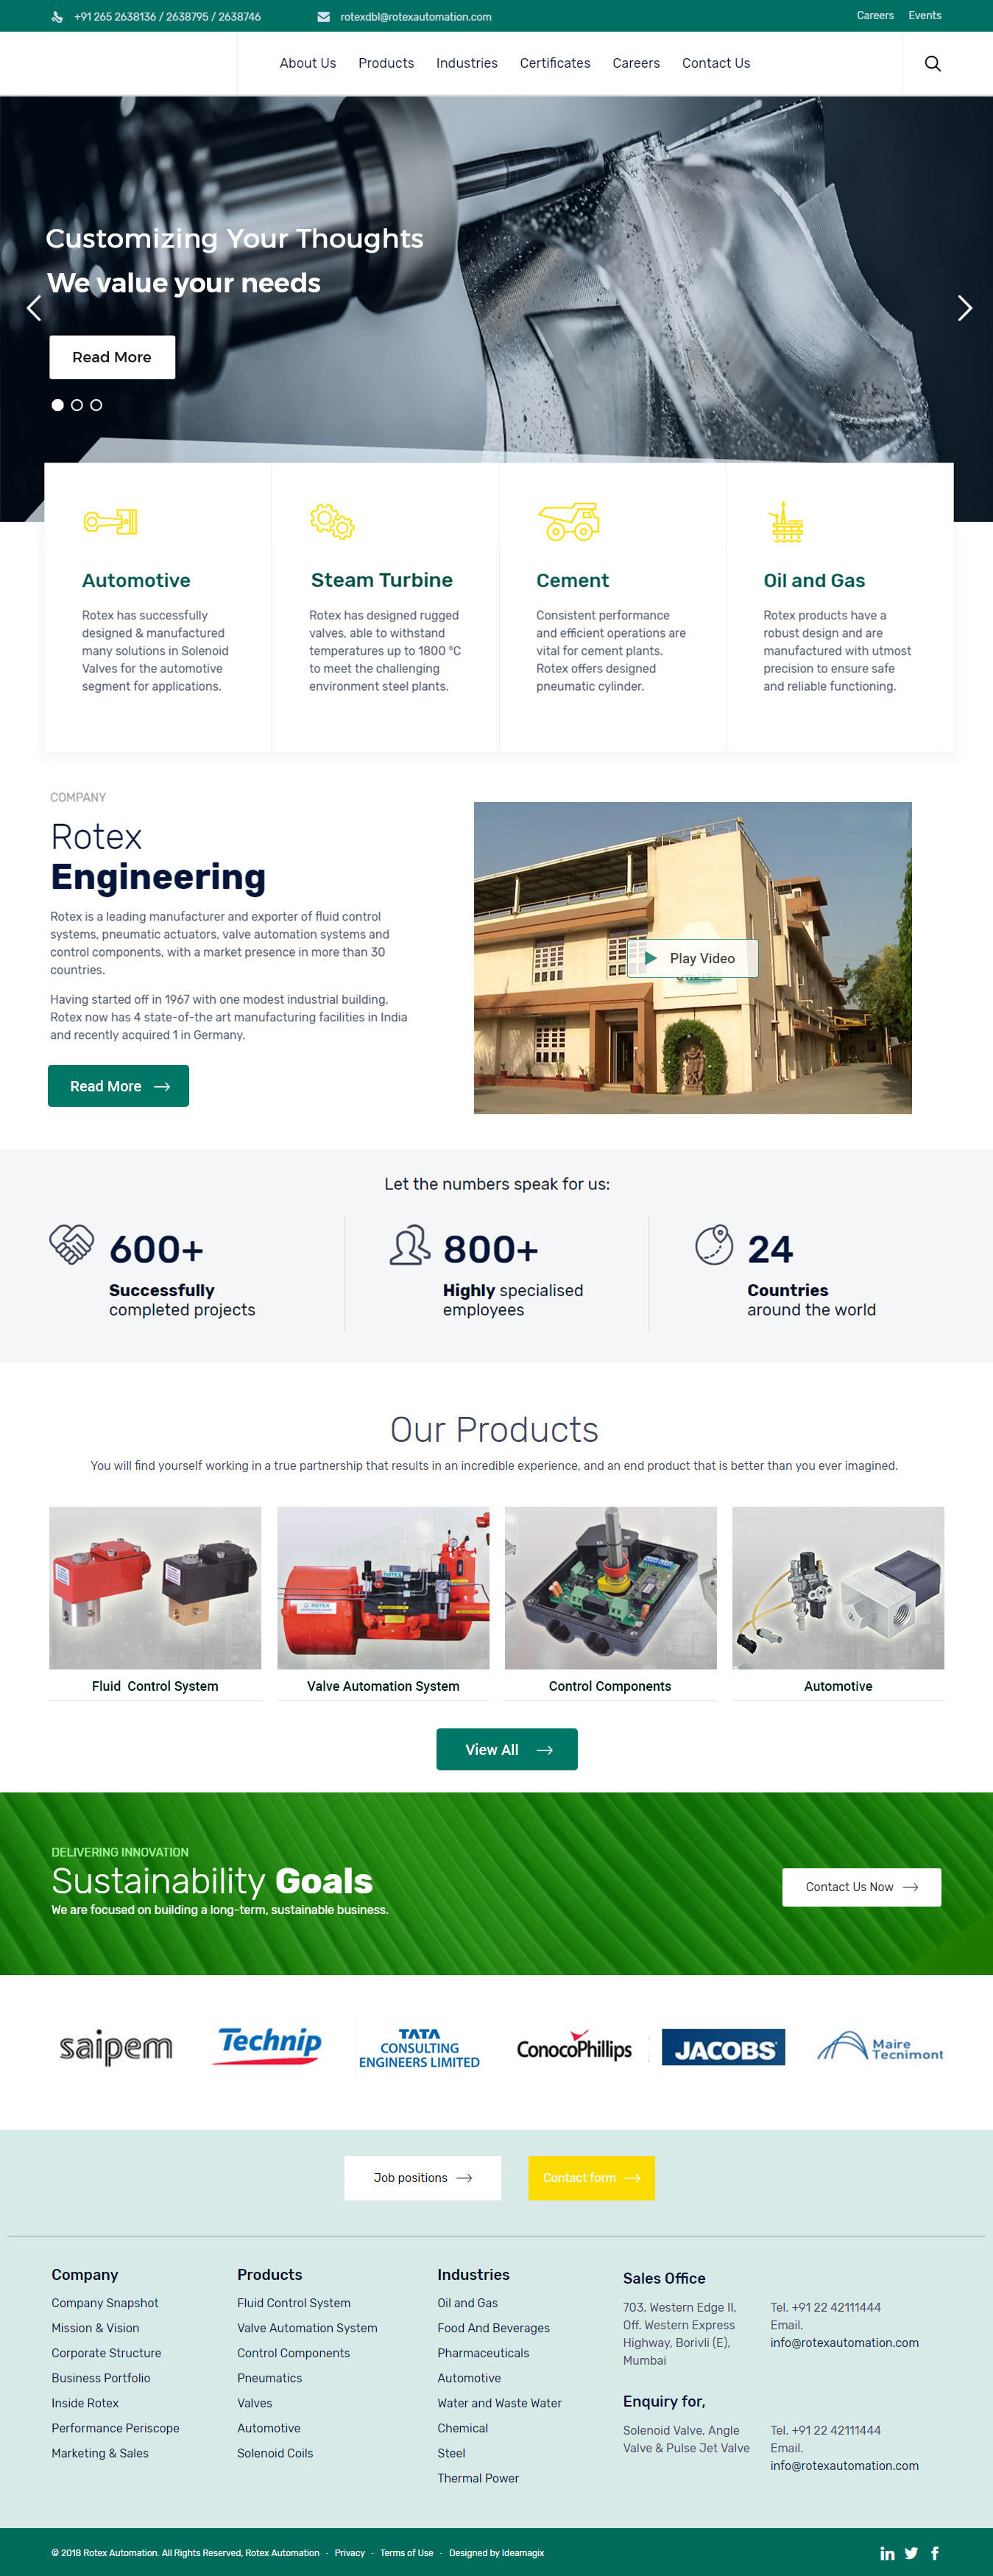 +91 265 2638136 / 2638795 / 2638746
rotexdbl@rotexautomation.com
Careers Events
About Us Products Industries Certificates Careers Contact Us
Customizing Your Thoughts
We value your needs
Read More
Automotive
Rotex has successfully
designed & manufactured
many solutions in Solenoid
Valves for the automotive
segment for applications.
Steam Turbine
Rotex has designed rugged
valves, able to withstand
temperatures up to 1800 °C
to meet the challenging
environment steel plants.
Cement
Consistent performance
and efficient operations are
vital for cement plants.
Rotex offers designed
pneumatic cylinder.
Oil and Gas
Rotex products have a
robust design and are
manufactured with utmost
precision to ensure safe
and reliable functioning.
COMPANY
Rotex
Engineering
Rotex is a leading manufacturer and exporter of fluid control
systems, pneumatic actuators, valve automation systems and
control components, with a market presence in more than 30
countries.
Having started off in 1967 with one modest industrial building,
Rotex now has 4 state-of-the art manufacturing facilities in India
and recently acquired 1 in Germany.
Read More
Play Video
Let the numbers speak for us:
600+
Successfully
completed projects
800+
Highly specialised
employees
24
Countries
around the world
Our Products
You will find yourself working in a true partnership that results in an incredible experience, and an end product that is better than you ever imagined.
ROTEX
ROTEX
Fluid Control System
Valve Automation System
Control Components
Automotive
View All
DELIVERING INNOVATION
Sustainability Goals
We are focused on building a long-term, sustainable business.
Contact Us Now
saipem
Technip
TATA
CONSULTING
ENGINEERS LIMITED
ConocoPhillips
JACOBS
Maire
Tecnimont
Job positions
Contact form
Company
Company Snapshot
Mission & Vision
Corporate Structure
Business Portfolio
Inside Rotex
Performance Periscope
Marketing & Sales
Products
Fluid Control System
Valve Automation System
Control Components
Pneumatics
Valves
Automotive
Solenoid Coils
Industries
Oil and Gas
Food And Beverages
Pharmaceuticals
Automotive
Water and Waste Water
Chemical
Steel
Thermal Power
Sales Office
703, Western Edge II,
Off. Western Express
Highway, Borivli (E),
Mumbai
Tel. +91 22 42111444
Email.
info@rotexautomation.com
Enquiry for,
Solenoid Valve, Angle
Valve & Pulse Jet Valve
Tel. +91 22 42111444
Email.
info@rotexautomation.com
© 2018 Rotex Automation. All Rights Reserved, Rotex Automation - Privacy - Terms of Use - Designed by Ideamagix